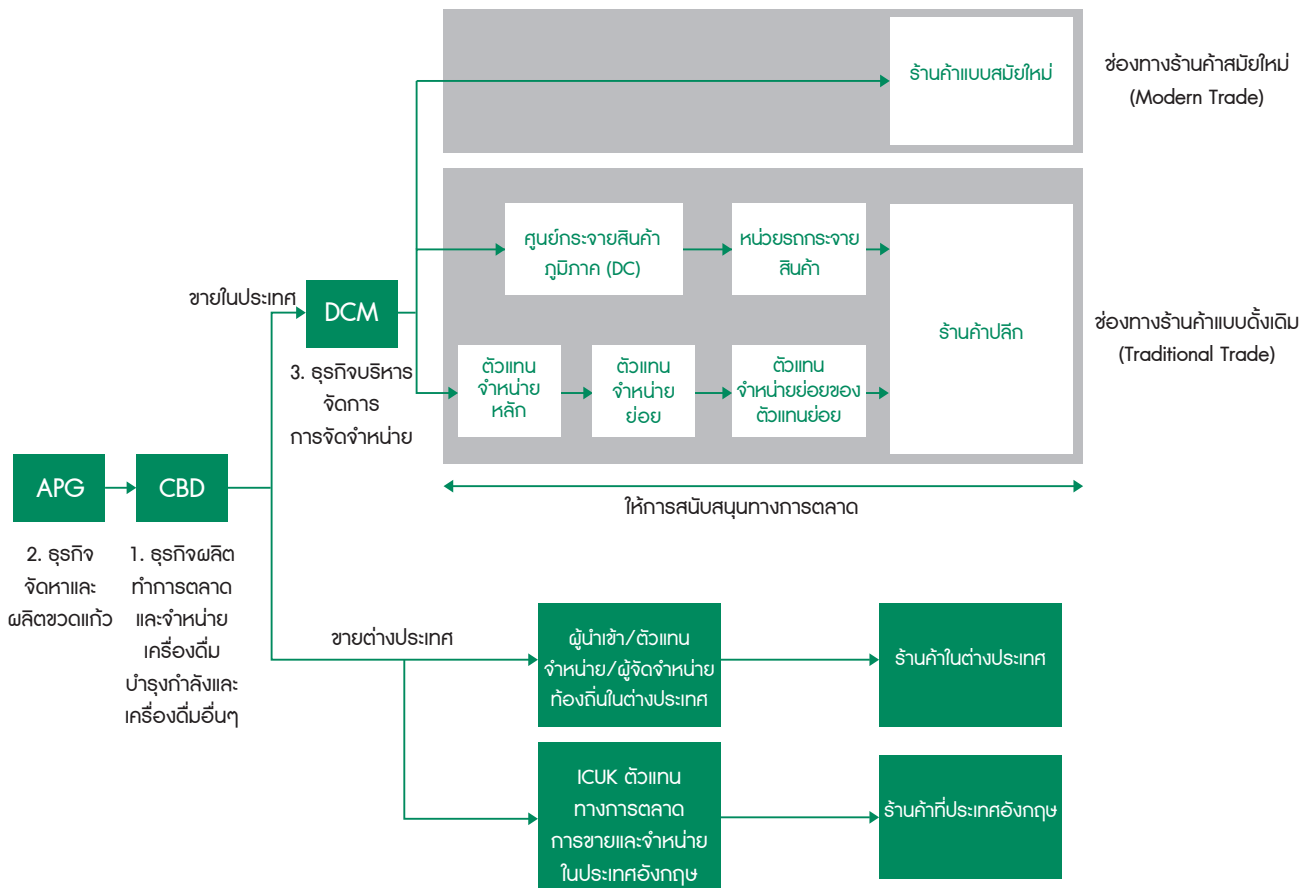 ร้านค้าแบบสมัยใหม่
ช่องทางร้านค้าสมัยใหม่
(Modern Trade)
ศูนย์กระจายสินค้า
ภูมิภาค (DC)
หน่วยรถกระจาย
สินค้า
ขายในประเทศ
DCM
3. ธุรกิจบริหาร
จัดการ
การจัดจำหน่าย
ร้านค้าปลีก
ช่องทางร้านค้าแบบดั้งเดิม
(Traditional Trade)
ตัวแทน
จำหน่าย
หลัก
ตัวแทน
จำหน่าย
ย่อย
ตัวแทน
จำหน่ายย่อยของ
ตัวแทนย่อย
APG
CBD
ให้การสนับสนุนทางการตลาด
2. ธุรกิจ
จัดหาและ
ผลิตขวดแก้ว
1. ธุรกิจผลิต
ทำการตลาด
และจำหน่าย
เครื่องดื่ม
บำรุงกำลังและ
เครื่องดื่มอื่นๆ
ขายต่างประเทศ
ผู้นำเข้า/ตัวแทน
จำหน่าย/ผู้จัดจำหน่าย
ท้องถิ่นในต่างประเทศ
ร้านค้าในต่างประเทศ
ICUK ตัวแทน
ทางการตลาด
การขายและจำหน่าย
ในประเทศอังกฤษ
ร้านค้าที่ประเทศอังกฤษ